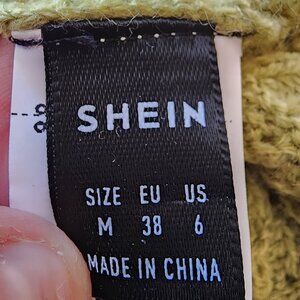 SHEIN
SIZE EU US
M 38 6
MADE IN CHINA